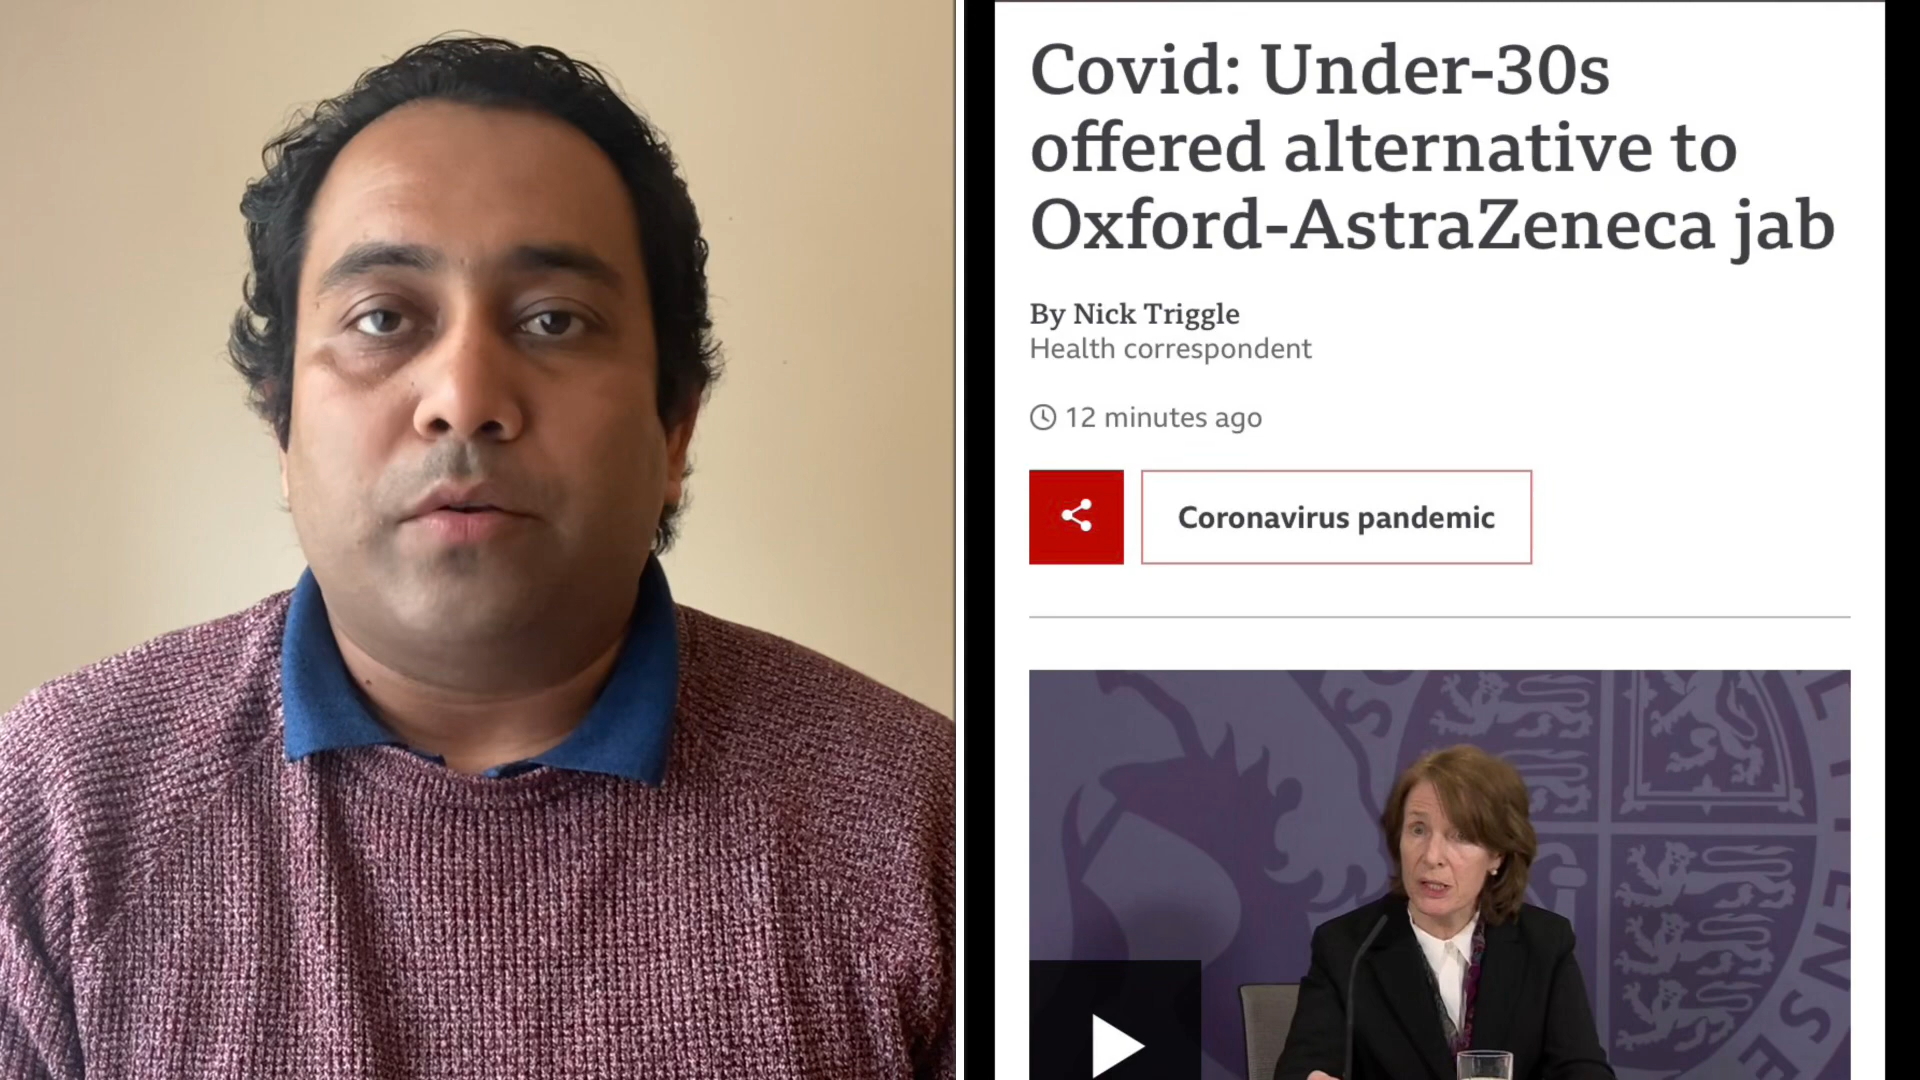 Covid: Under-30s
offered alternative to
Oxford-AstraZeneca jab
By Nick Triggle
Health correspondent
12 minutes ago
Coronavirus pandemic